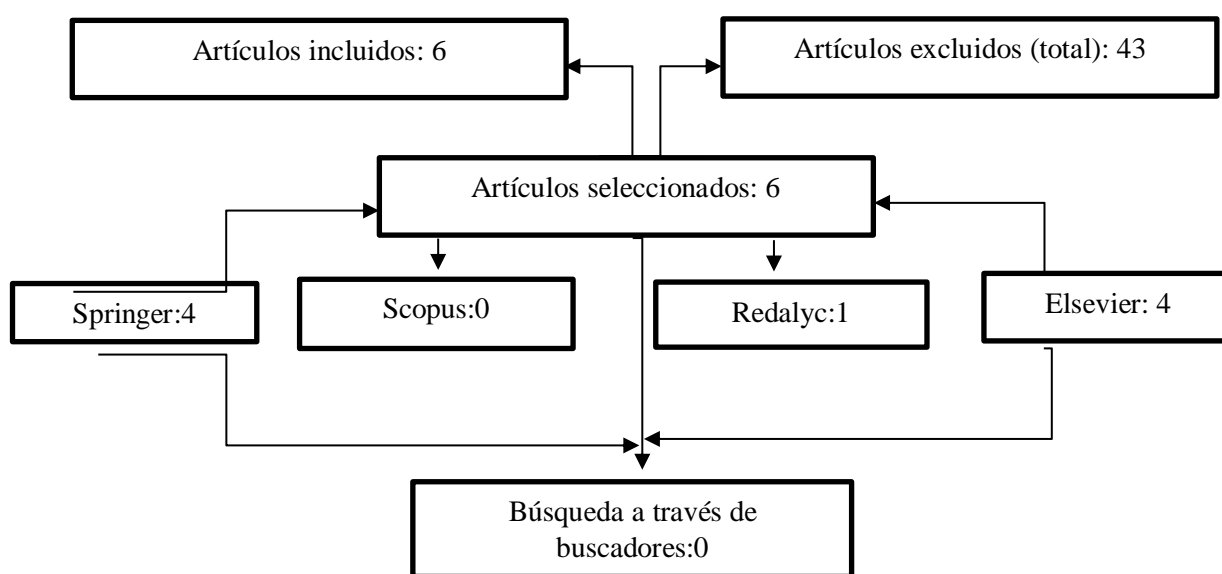 Artículos incluidos: 6
Artículos excluidos (total): 43
Artículos seleccionados: 6
Springer:4
Scopus:0
Redalyc:1
Elsevier: 4
Búsqueda a través de
buscadores:0